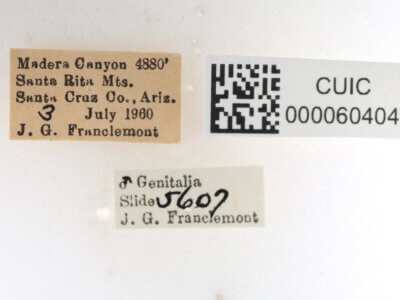 Madera Canyon 4880'
Santa Rita Mts.
Santa Cruz Co., Ariz.
3 July 1960
J. G. Franclemont
CUIC
000060404
♂ Genitalia
Slide 5607
J. G. Franclemont